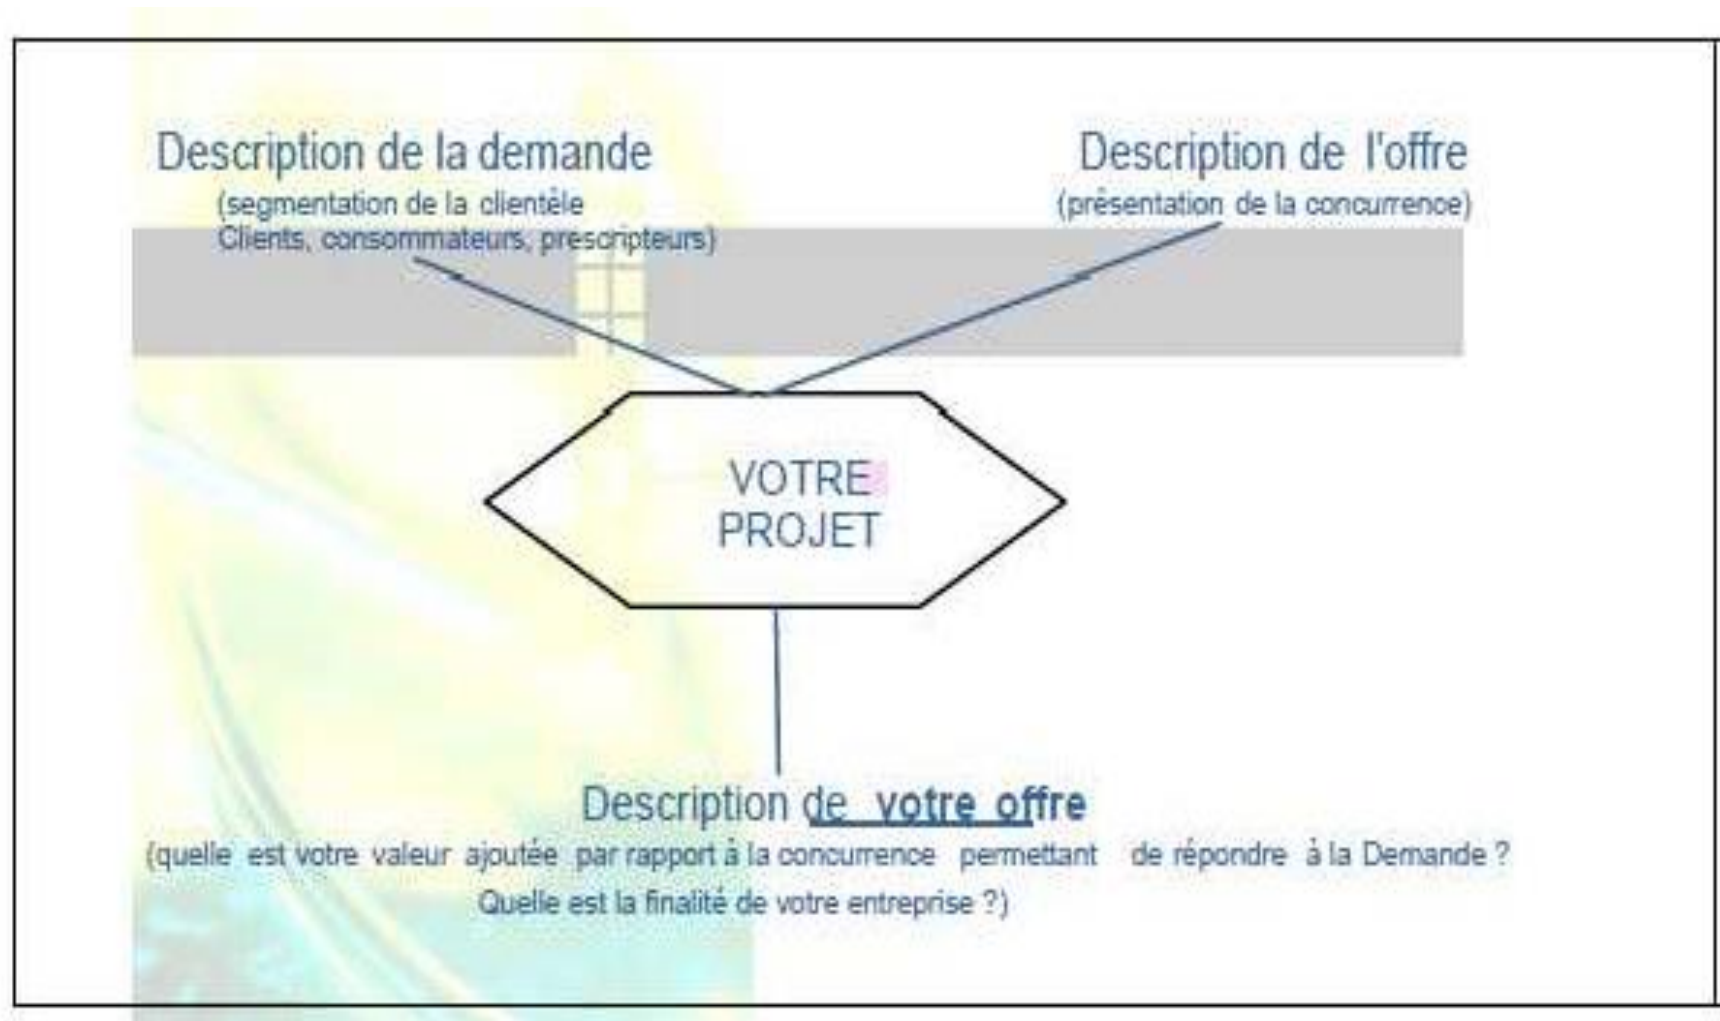 Description de la demande
(segmentation de la clientèle
Clients, consommateurs, prescripteurs)
Description de l'offre
(présentation de la concurrence)
VOTRE
PROJET
Description de votre offre
(quelle est votre valeur ajoutée par rapport à la concurrence permettant de répondre à la Demande ?
Quelle est la finalité de votre entreprise ?)